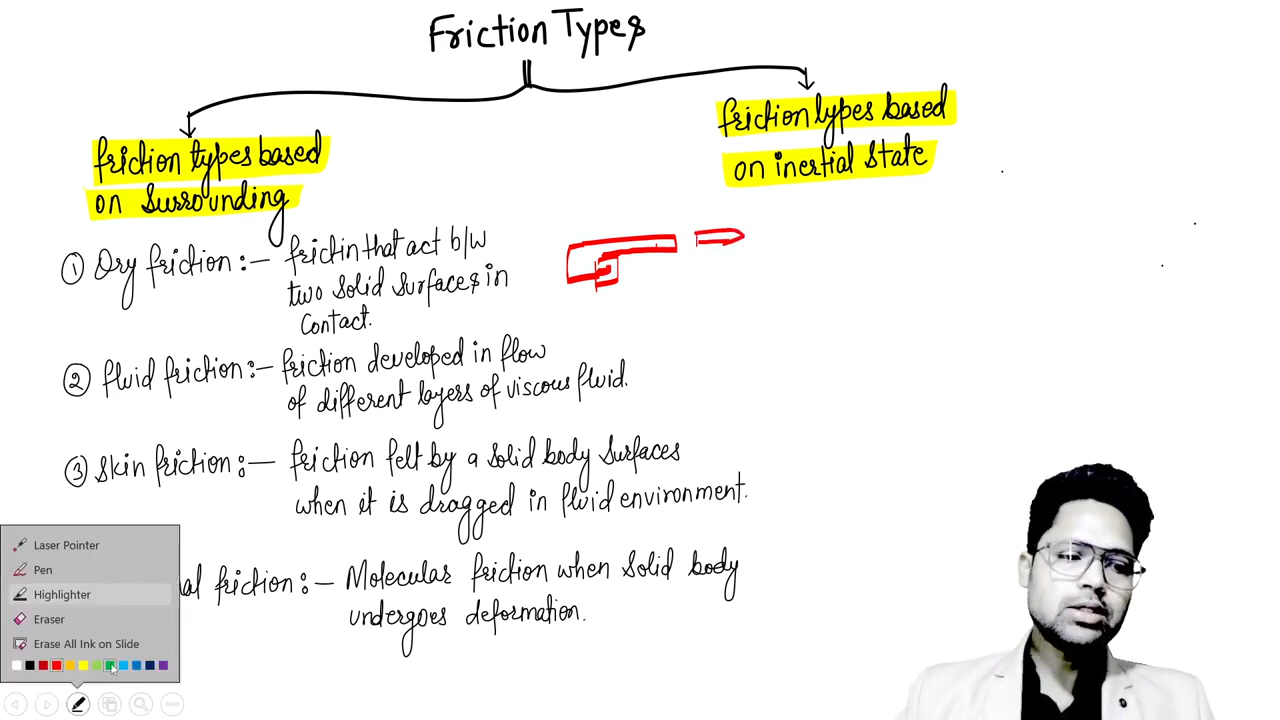 Friction Types
friction types based
on Surrounding
friction types based
on inertial State
① Dry friction :- frictin that act b/w
two solid surfaces in
Contact.
② fluid friction :- friction developed in flow
of different layers of viscous fluid.
③ Skin friction :- friction felt by a solid body surfaces
when it is dragged in fluid environment.
al friction :- Molecular friction when solid body
undergoes deformation.
Laser Pointer
Pen
Highlighter
Eraser
Erase All Ink on Slide